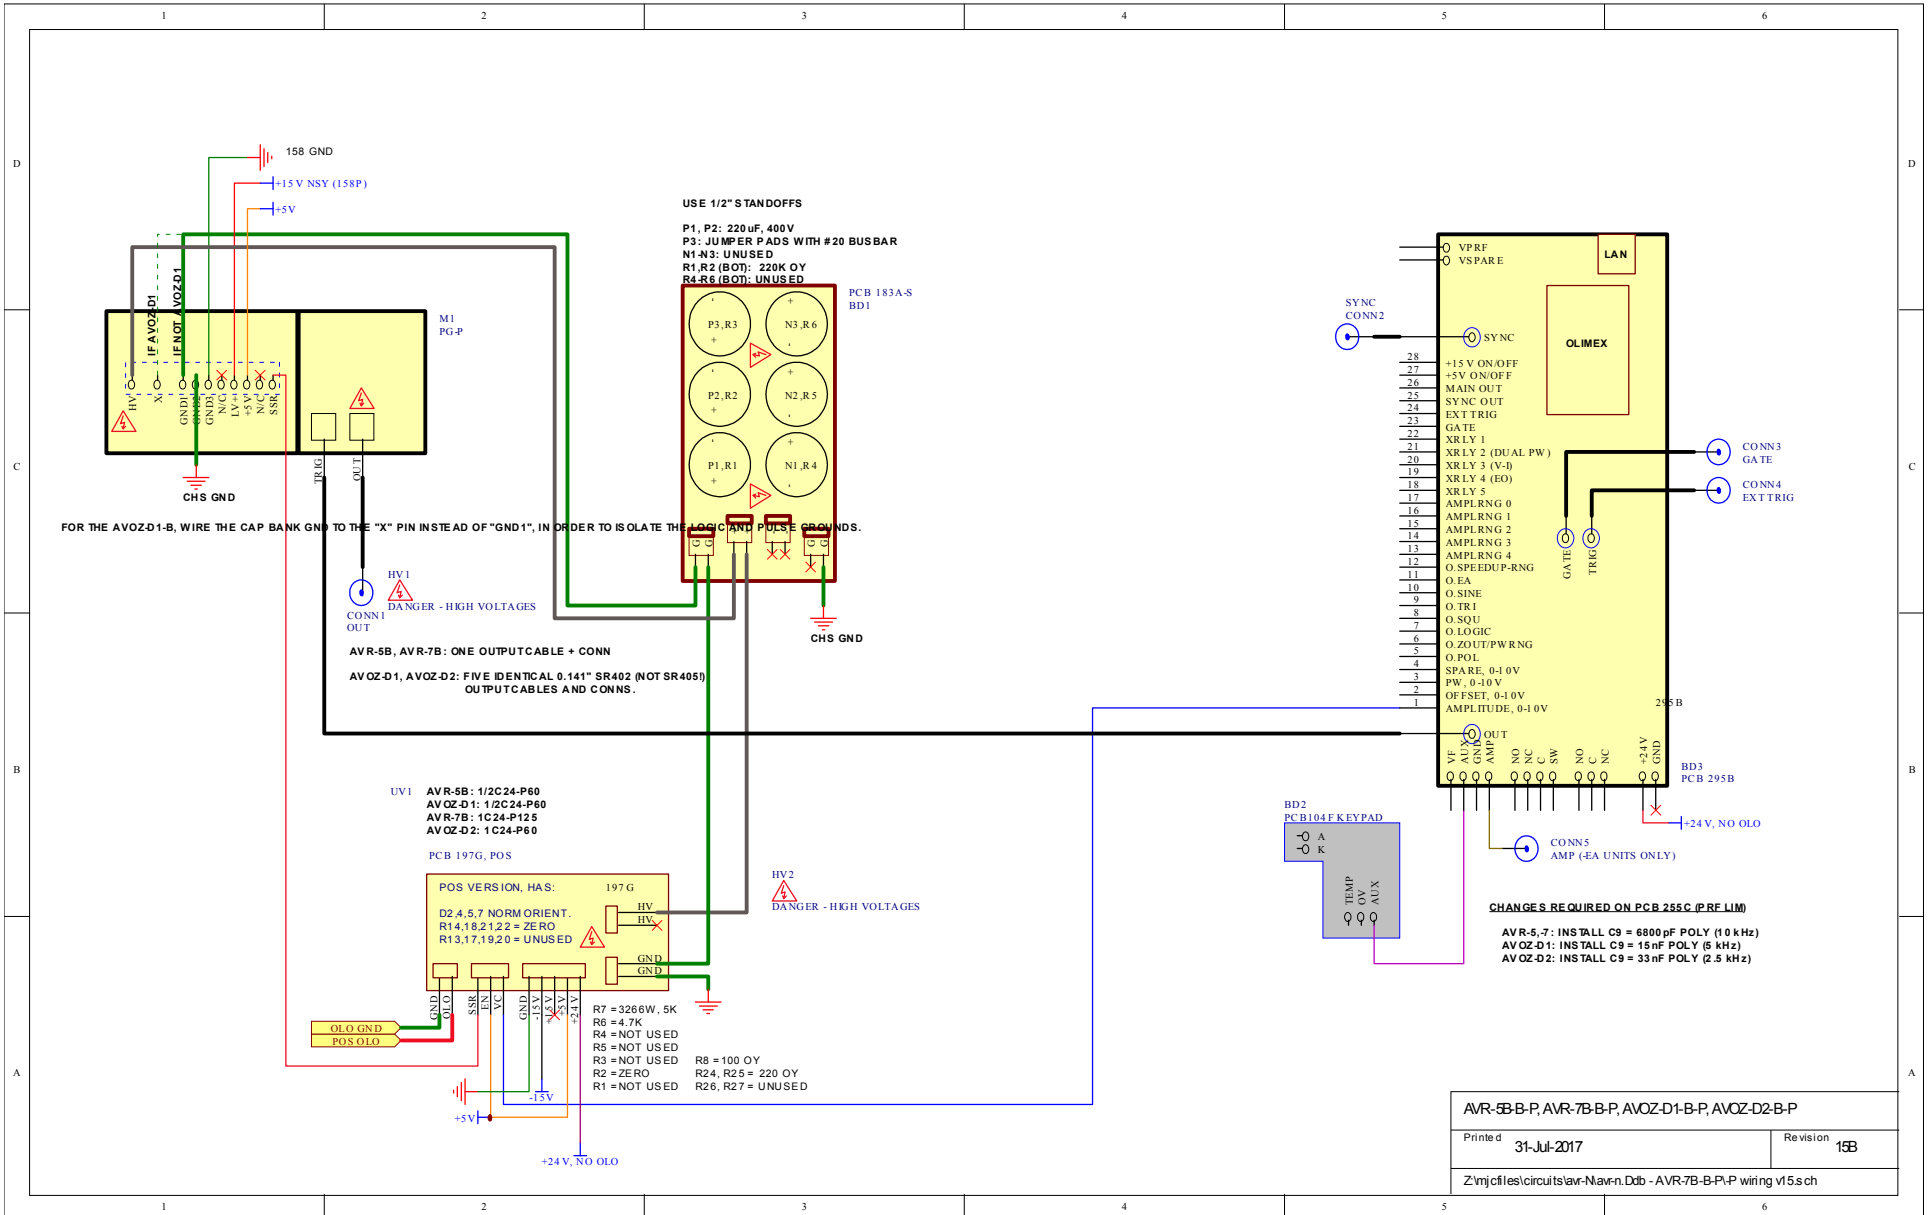 1 2 3 4 5 6
D D
C C
B B
A A
158 GND
+15V NSY (158P)
+5V
IF AVOZ-D1
IF NOT AVOZ-D1
M1
PG-P
HV
X
GND1
GND2
GND3
N/C
LV+
+5V
N/C
SSR
TRIG
OUT
CHS GND
FOR THE AVOZ-D1-B, WIRE THE CAP BANK GND TO THE "X" PIN INSTEAD OF "GND1", IN ORDER TO ISOLATE THE LOGIC AND PULSE GROUNDS.
HV1
DANGER - HIGH VOLTAGES
CONN1
OUT
AVR-5B, AVR-7B: ONE OUTPUT CABLE + CONN
AVOZ-D1, AVOZ-D2: FIVE IDENTICAL 0.141" SR402 (NOT SR405!)
OUTPUT CABLES AND CONNS.
USE 1/2" STANDOFFS
P1, P2: 220uF, 400V
P3: JUMPER PADS WITH #20 BUSBAR
N1-N3: UNUSED
R1,R2 (BOT): 220K OY
R4-R6 (BOT): UNUSED
PCB 183A-S
BD1
P3,R3
N3,R6
P2,R2
N2,R5
P1,R1
N1,R4
G G
+ +
- -
G G
CHS GND
UV1
AVR-5B: 1/2C24-P60
AVOZ-D1: 1/2C24-P60
AVR-7B: 1C24-P125
AVOZ-D2: 1C24-P60
PCB 197G, POS
POS VERSION, HAS:
197G
D2,4,5,7 NORM ORIENT.
R14,18,21,22 = ZERO
R13,17,19,20 = UNUSED
HV
HV
GND
GND
GND
OLO
SSR
EN
VC
GND
-15V
+15V
+5V
+24V
OLO GND
POS OLO
-15V
+5V
+24V, NO OLO
R7 = 3266W, 5K
R6 = 4.7K
R4 = NOT USED
R5 = NOT USED
R3 = NOT USED
R2 = ZERO
R1 = NOT USED
R8 = 100 OY
R24, R25 = 220 OY
R26, R27 = UNUSED
HV2
DANGER - HIGH VOLTAGES
VPRF
VSPARE
LAN
OLIMEX
SYNC
CONN2
SYNC
28 +15V ON/OFF
27 +5V ON/OFF
26 MAIN OUT
25 SYNC OUT
24 EXT TRIG
23 GATE
22 XRLY 1
21 XRLY 2 (DUAL PW)
20 XRLY 3 (V-I)
19 XRLY 4 (EO)
18 XRLY 5
17 AMPLRNG 0
16 AMPLRNG 1
15 AMPLRNG 2
14 AMPLRNG 3
13 AMPLRNG 4
12 O.SPEEDUP-RNG
11 O.EA
10 O.SINE
9 O.TRI
8 O.SQU
7 O.LOGIC
6 O.ZOUT/PWRNG
5 O.POL
4 SPARE, 0-10V
3 PW, 0-10V
2 OFFSET, 0-10V
1 AMPLITUDE, 0-10V
295B
GATE
TRIG
CONN3
GATE
CONN4
EXT TRIG
OUT
VF
AUX
GND
AMP
NO
NC
C
SW
NO
C
NC
+24V
GND
BD3
PCB 295B
+24V, NO OLO
BD2
PCB104F KEYPAD
A
K
TEMP
OV
AUX
CONN5
AMP (-EA UNITS ONLY)
CHANGES REQUIRED ON PCB 255C (PRF LIM)
AVR-5,-7: INSTALL C9 = 6800pF POLY (10 kHz)
AVOZ-D1: INSTALL C9 = 15nF POLY (5 kHz)
AVOZ-D2: INSTALL C9 = 33nF POLY (2.5 kHz)
AVR-5B-B-P, AVR-7B-B-P, AVOZ-D1-B-P, AVOZ-D2-B-P
Printed 31-Jul-2017
Revision 15B
Z:\mjcfiles\circuits\avr-N\avr-n.Ddb - AVR-7B-B-P\-P wiring v15.sch
1 2 3 4 5 6